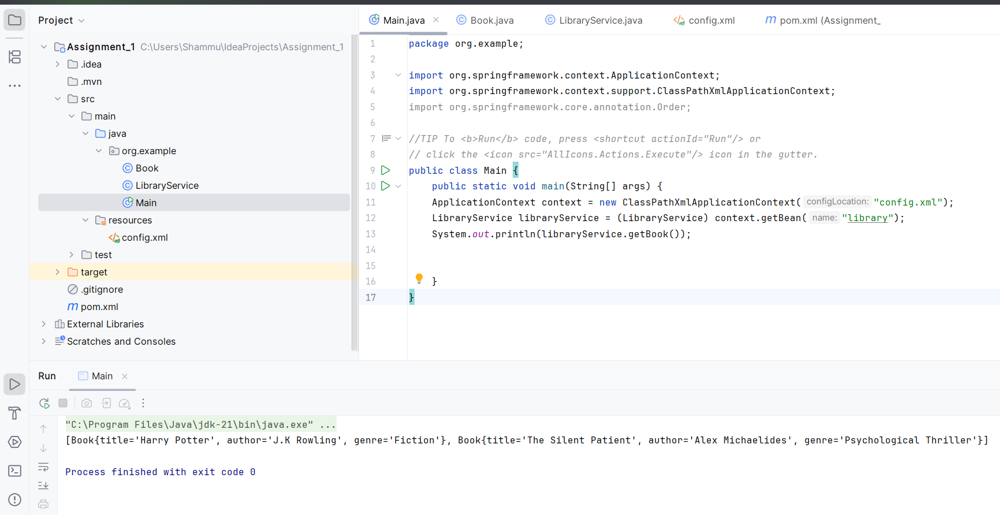 Project
Assignment_1 C:\Users\Shammu\IdeaProjects\Assignment_1
.idea
.mvn
src
main
java
org.example
Book
LibraryService
Main
resources
config.xml
test
target
.gitignore
pom.xml
External Libraries
Scratches and Consoles
Main.java Book.java LibraryService.java config.xml pom.xml (Assignment_
1 package org.example;
2
3 import org.springframework.context.ApplicationContext;
4 import org.springframework.context.support.ClassPathXmlApplicationContext;
5 import org.springframework.core.annotation.Order;
6
7 //TIP To <b>Run</b> code, press <shortcut actionId="Run"/> or
8 // click the <icon src="AllIcons.Actions.Execute"/> icon in the gutter.
9 public class Main {
10 public static void main(String[] args) {
11 ApplicationContext context = new ClassPathXmlApplicationContext( configLocation: "config.xml");
12 LibraryService libraryService = (LibraryService) context.getBean( name: "library");
13 System.out.println(libraryService.getBook());
14
15
16 }
17 }
Run Main
"C:\Program Files\Java\jdk-21\bin\java.exe" ...
[Book{title='Harry Potter', author='J.K Rowling', genre='Fiction'}, Book{title='The Silent Patient', author='Alex Michaelides', genre='Psychological Thriller'}]
Process finished with exit code 0